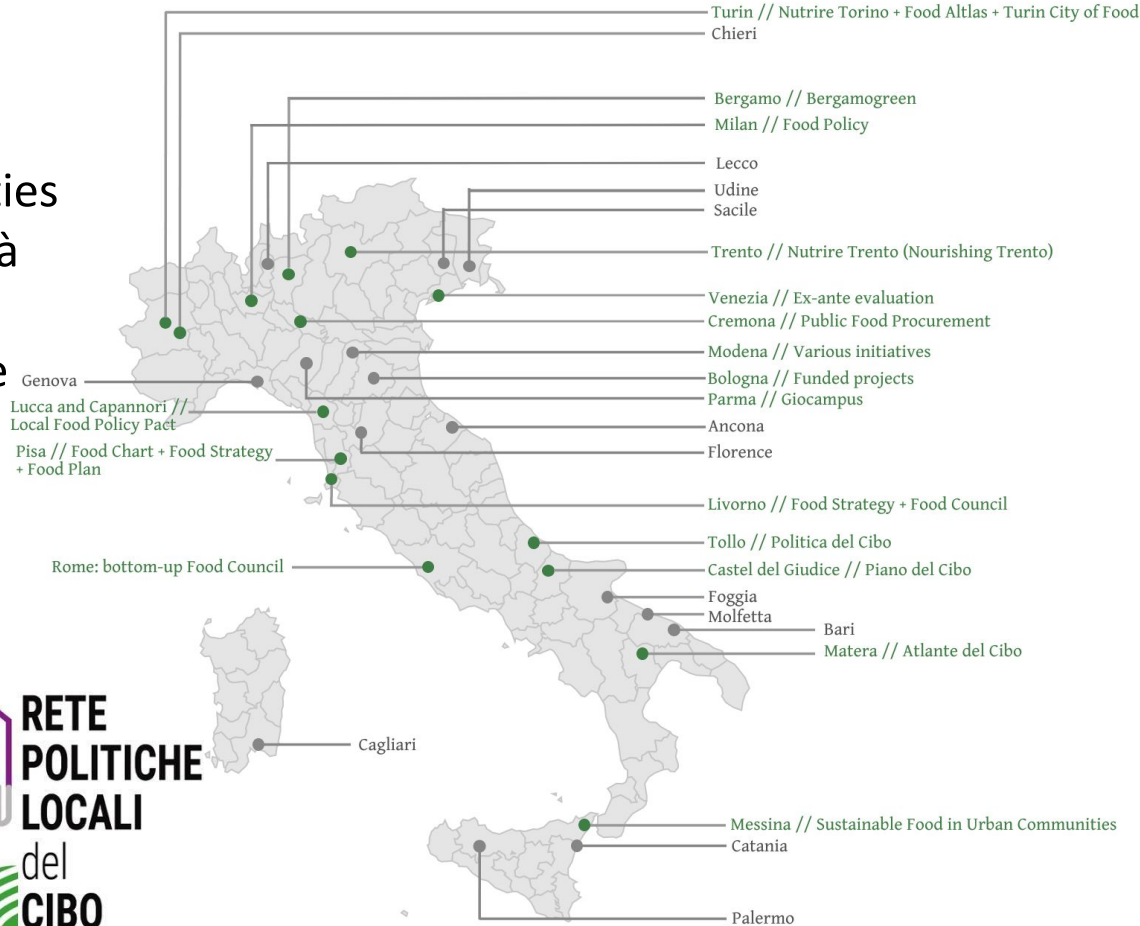 Turin // Nutrire Torino + Food Altlas + Turin City of Food
Chieri
Bergamo // Bergamogreen
Milan // Food Policy
Lecco
ties
Udine
Sacile
à
Trento // Nutrire Trento (Nourishing Trento)
Venezia // Ex-ante evaluation
Cremona // Public Food Procurement
Modena // Various initiatives
e
Genova
Bologna // Funded projects
Parma // Giocampus
Lucca and Capannori //
Local Food Policy Pact
Ancona
Florence
Pisa // Food Chart + Food Strategy
+ Food Plan
Livorno // Food Strategy + Food Council
Tollo // Politica del Cibo
Rome: bottom-up Food Council
Castel del Giudice // Piano del Cibo
Foggia
Molfetta
Bari
Matera // Atlante del Cibo
RETE
POLITICHE
LOCALI
del
CIBO
Cagliari
Messina // Sustainable Food in Urban Communities
Catania
Palermo